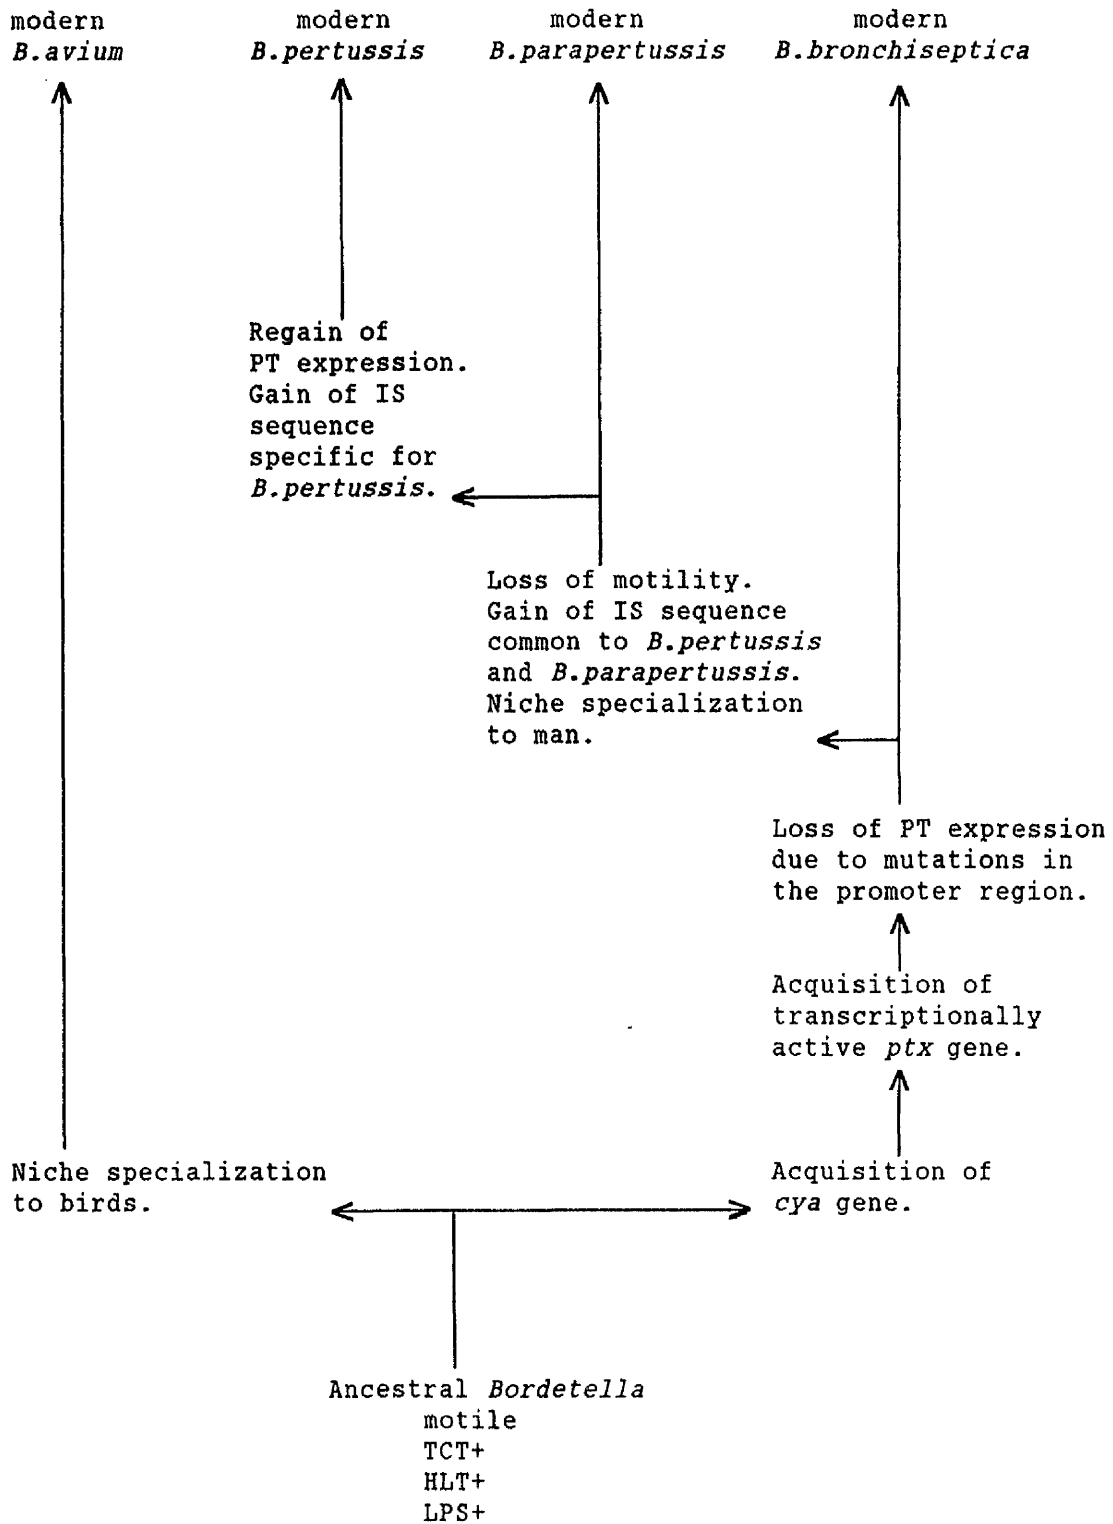 modern
B.avium
modern
B.pertussis
modern
B.parapertussis
modern
B.bronchiseptica
Regain of
PT expression.
Gain of IS
sequence
specific for
B.pertussis.
Loss of motility.
Gain of IS sequence
common to B.pertussis
and B.parapertussis.
Niche specialization
to man.
Loss of PT expression
due to mutations in
the promoter region.
Acquisition of
transcriptionally
active ptx gene.
Niche specialization
to birds.
Acquisition of
cya gene.
Ancestral Bordetella
motile
TCT+
HLT+
LPS+